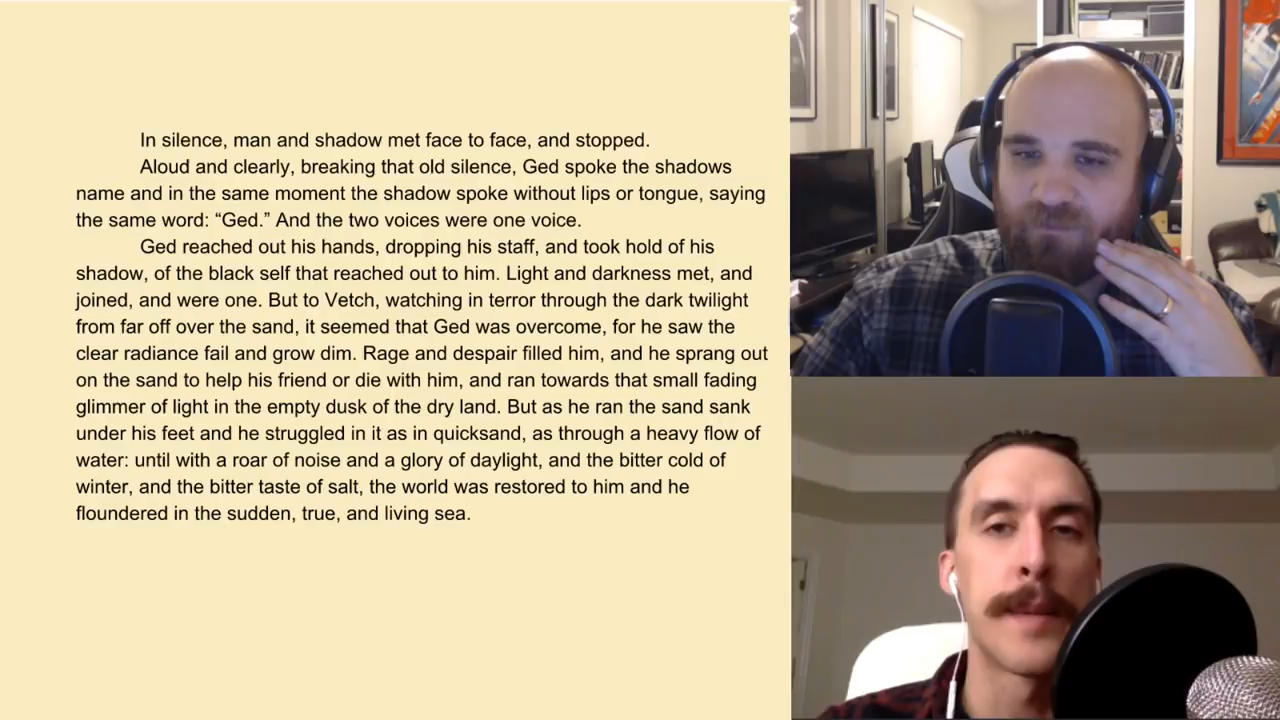 In silence, man and shadow met face to face, and stopped.
Aloud and clearly, breaking that old silence, Ged spoke the shadows
name and in the same moment the shadow spoke without lips or tongue, saying
the same word: “Ged.” And the two voices were one voice.
Ged reached out his hands, dropping his staff, and took hold of his
shadow, of the black self that reached out to him. Light and darkness met, and
joined, and were one. But to Vetch, watching in terror through the dark twilight
from far off over the sand, it seemed that Ged was overcome, for he saw the
clear radiance fail and grow dim. Rage and despair filled him, and he sprang out
on the sand to help his friend or die with him, and ran towards that small fading
glimmer of light in the empty dusk of the dry land. But as he ran the sand sank
under his feet and he struggled in it as in quicksand, as through a heavy flow of
water: until with a roar of noise and a glory of daylight, and the bitter cold of
winter, and the bitter taste of salt, the world was restored to him and he
floundered in the sudden, true, and living sea.